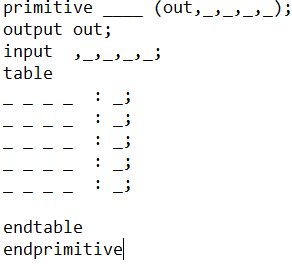 primitive ____ (out,_,_,_,_);
output out;
input  ,_,_,_,_;
table
_ _ _ _  : _;
_ _ _ _  : _;
_ _ _ _  : _;
_ _ _ _  : _;
_ _ _ _  : _;
endtable
endprimitive